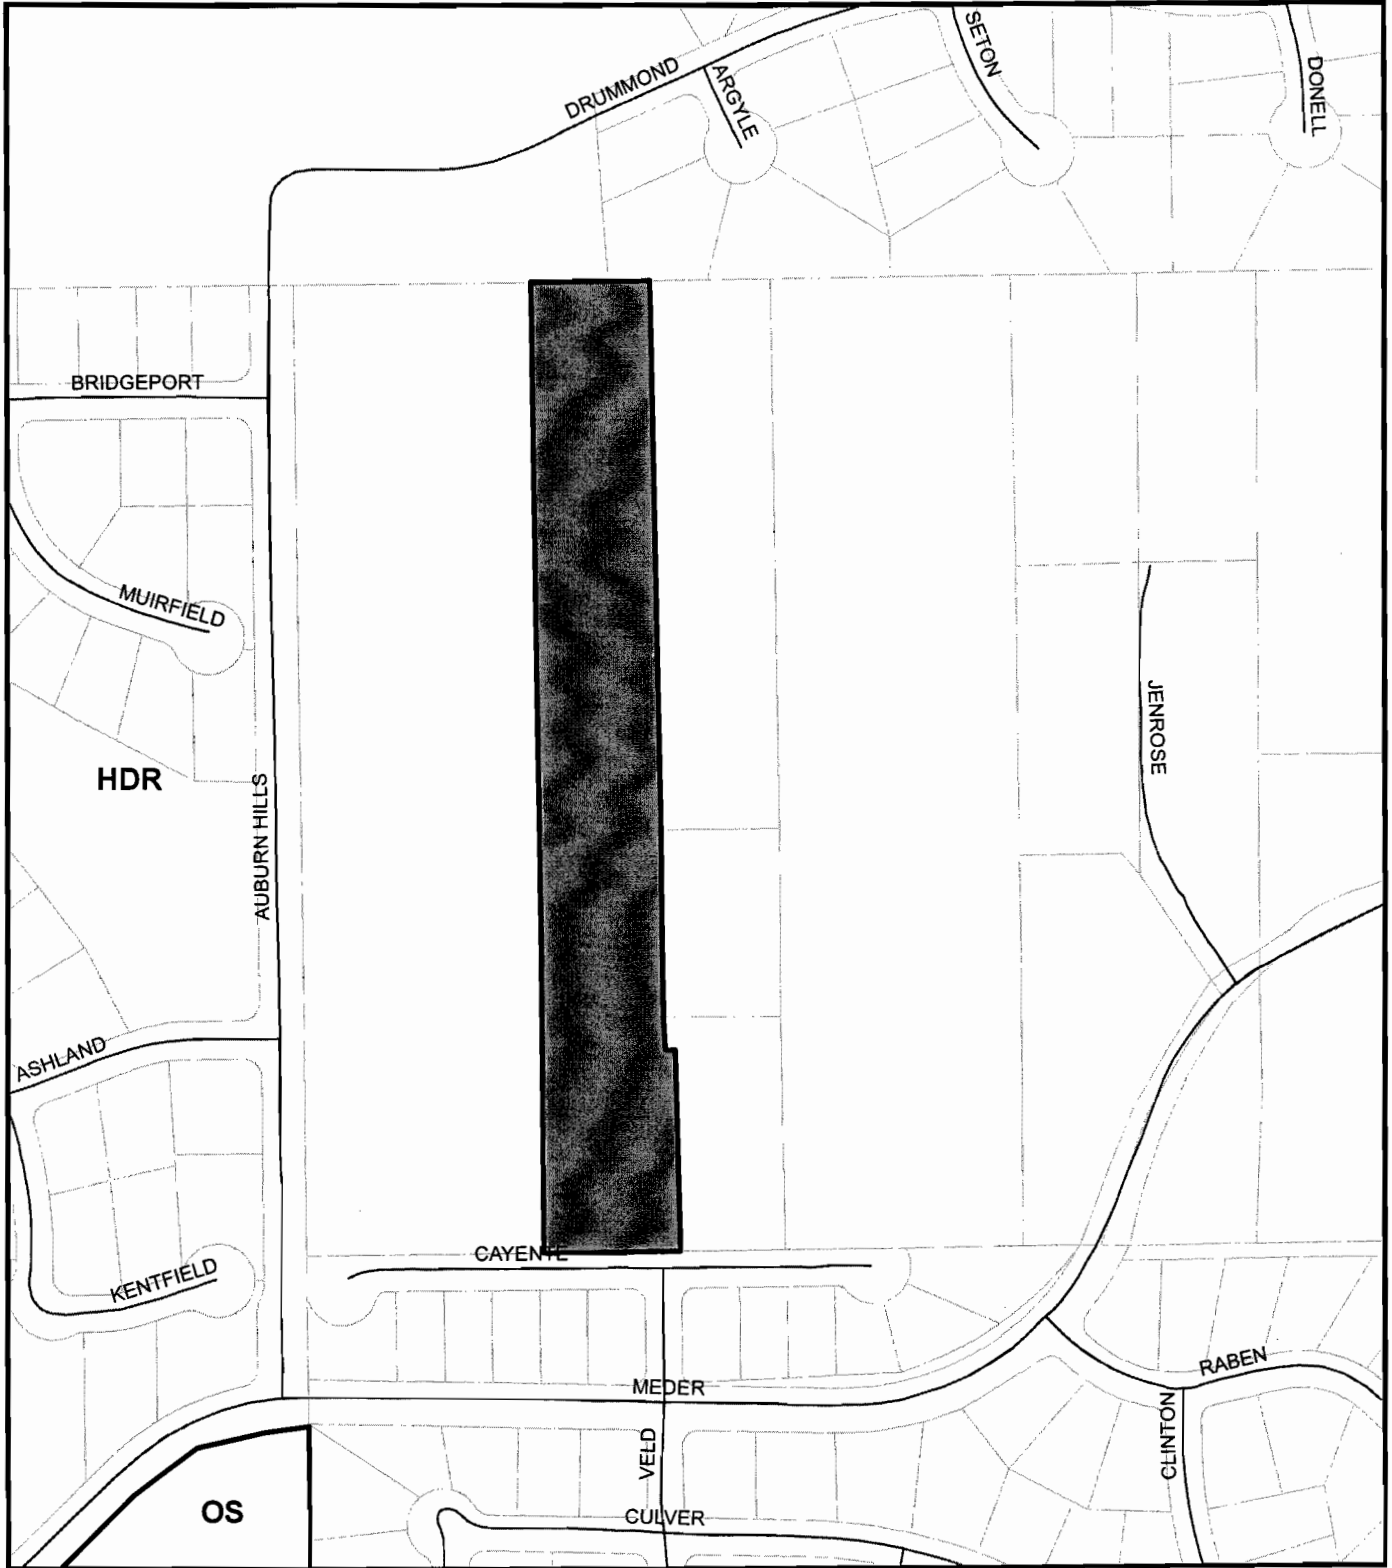 SETON
DONELL
DRUMMOND
ARGYLE
BRIDGEPORT
MUIRFIELD
JENROSE
HDR
AUBURN HILLS
ASHLAND
CAYENTE
KENTFIELD
RABEN
MEDER
CLINTON
VELD
OS
CULVER